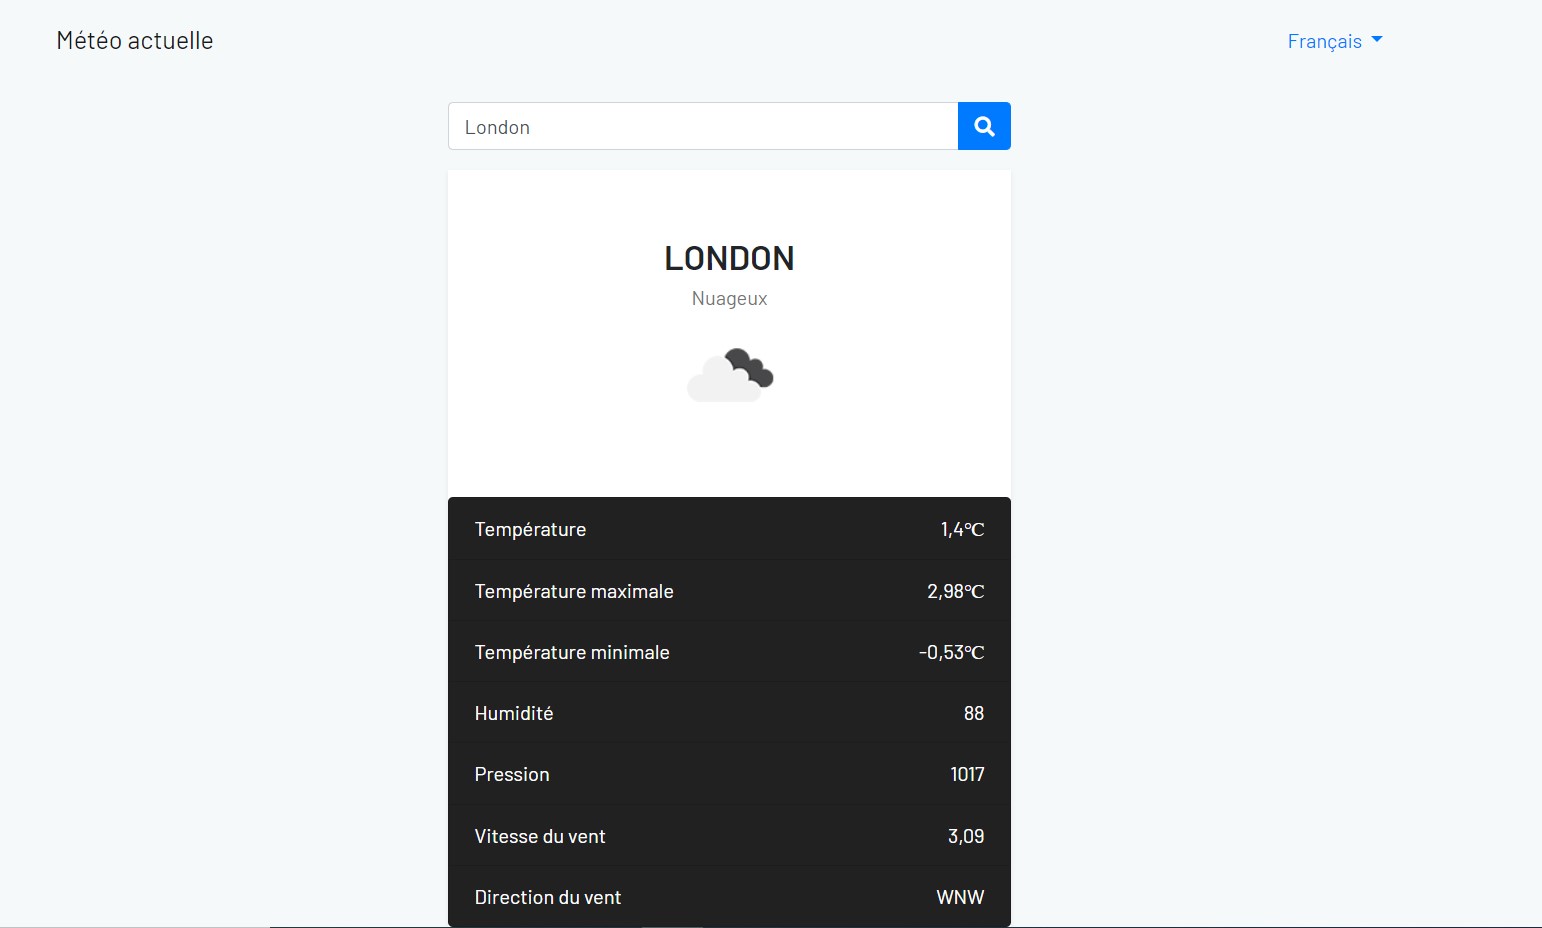 Météo actuelle
Français
London
LONDON
Nuageux
Température 1,4℃
Température maximale 2,98℃
Température minimale -0,53℃
Humidité 88
Pression 1017
Vitesse du vent 3,09
Direction du vent WNW